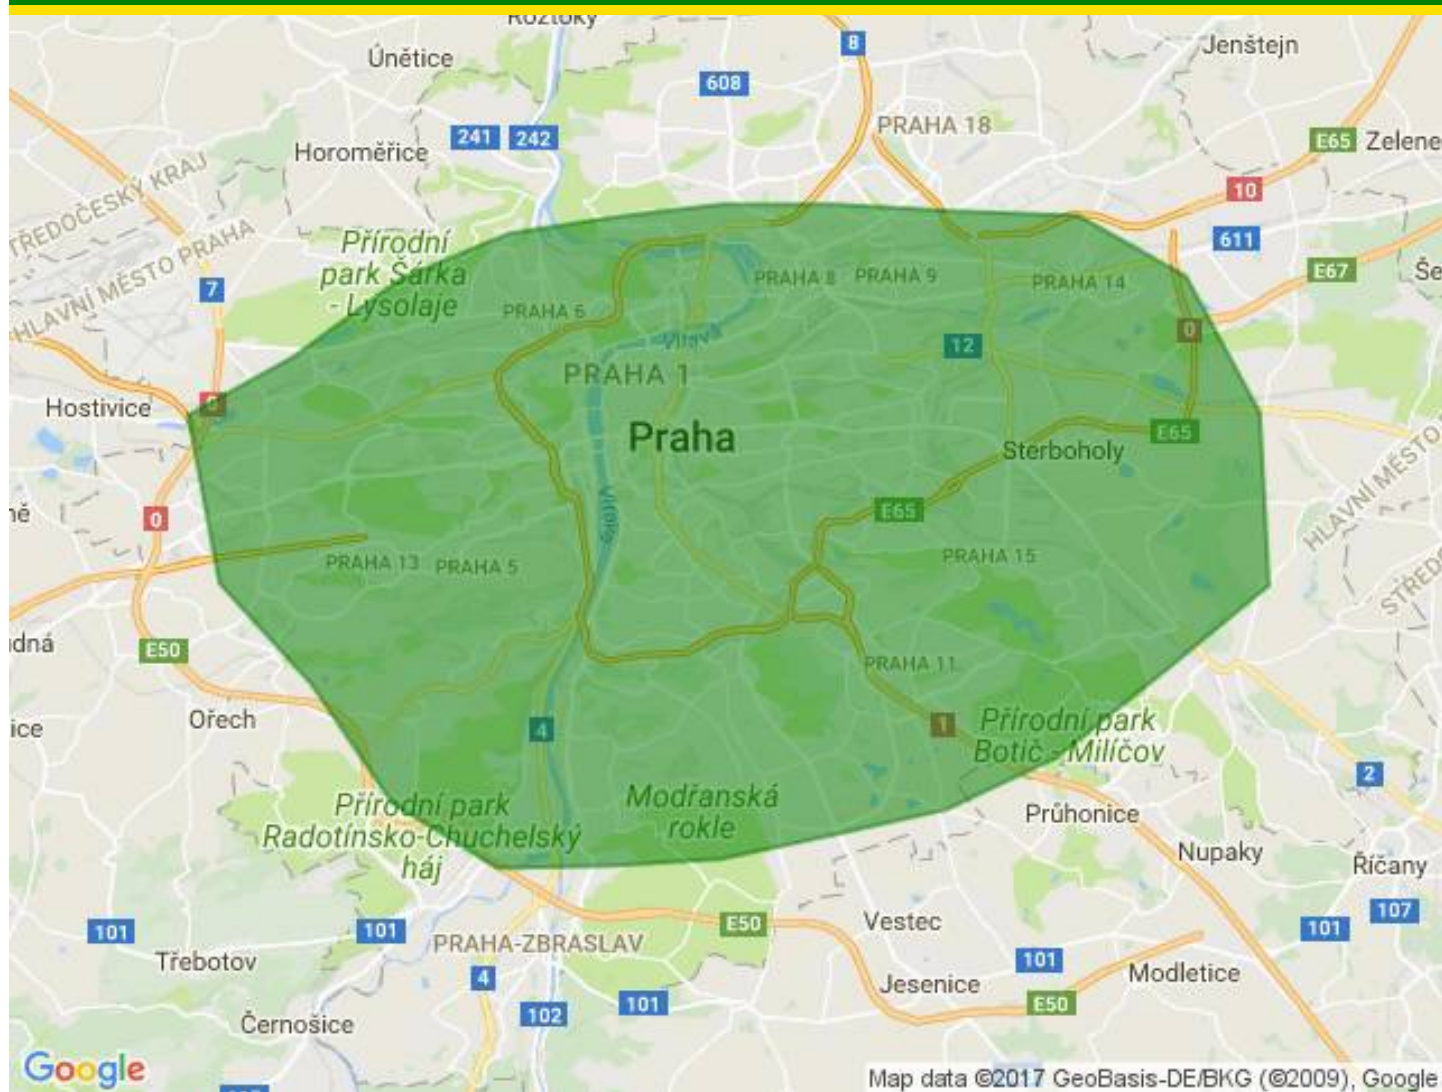 Roztoky
Únětice
8
Jenštejn
608
241
242
PRAHA 18
E65
Zelene
Horoměřice
STŘEDOČESKÝ KRAJ
HLAVNÍ MĚSTO PRAHA
10
611
E67
Še
Přírodní
park Šárka
- Lysolaje
7
PRAHA 8
PRAHA 9
PRAHA 14
PRAHA 6
0
12
Vltava
PRAHA 1
Hostivice
Praha
E65
Sterboholy
HLAVNÍ MĚSTO
E65
0
Vltava
PRAHA 13
PRAHA 5
PRAHA 15
STŘEDO
dná
E50
PRAHA 11
ice
Ořech
4
1
Přírodní park
Botič - Milíčov
2
Přírodní park
Radotínsko-Chuchelský
háj
Modřanská
rokle
Průhonice
Nupaky
Říčany
101
101
E50
Vestec
101
107
Třebotov
PRAHA-ZBRASLAV
4
101
Jesenice
101
Modletice
Černošice
102
E50
Google
Map data ©2017 GeoBasis-DE/BKG (©2009), Google